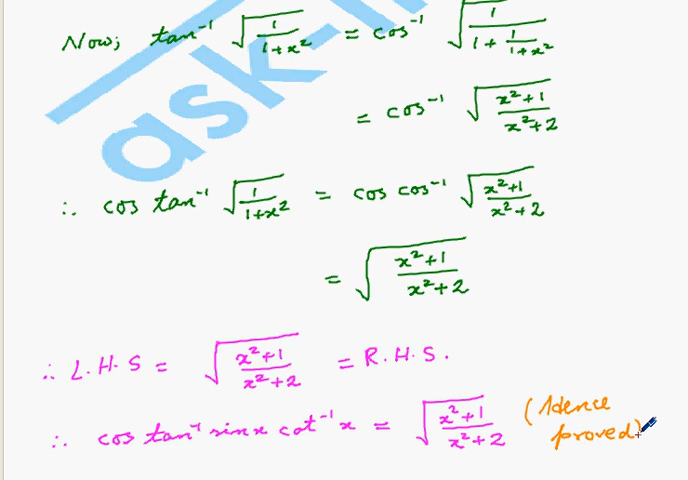 Now; tan⁻¹ √(1/(1+x²)) = cos⁻¹ √(1/(1+1/(1+x²)))
= cos⁻¹ √((x²+1)/(x²+2))
∴ cos tan⁻¹ √(1/(1+x²)) = cos cos⁻¹ √((x²+1)/(x²+2))
= √((x²+1)/(x²+2))
∴ L.H.S = √((x²+1)/(x²+2)) = R.H.S.
∴ cos tan⁻¹ sin x cot⁻¹ x = √((x²+1)/(x²+2)) (Hence proved)
ask-